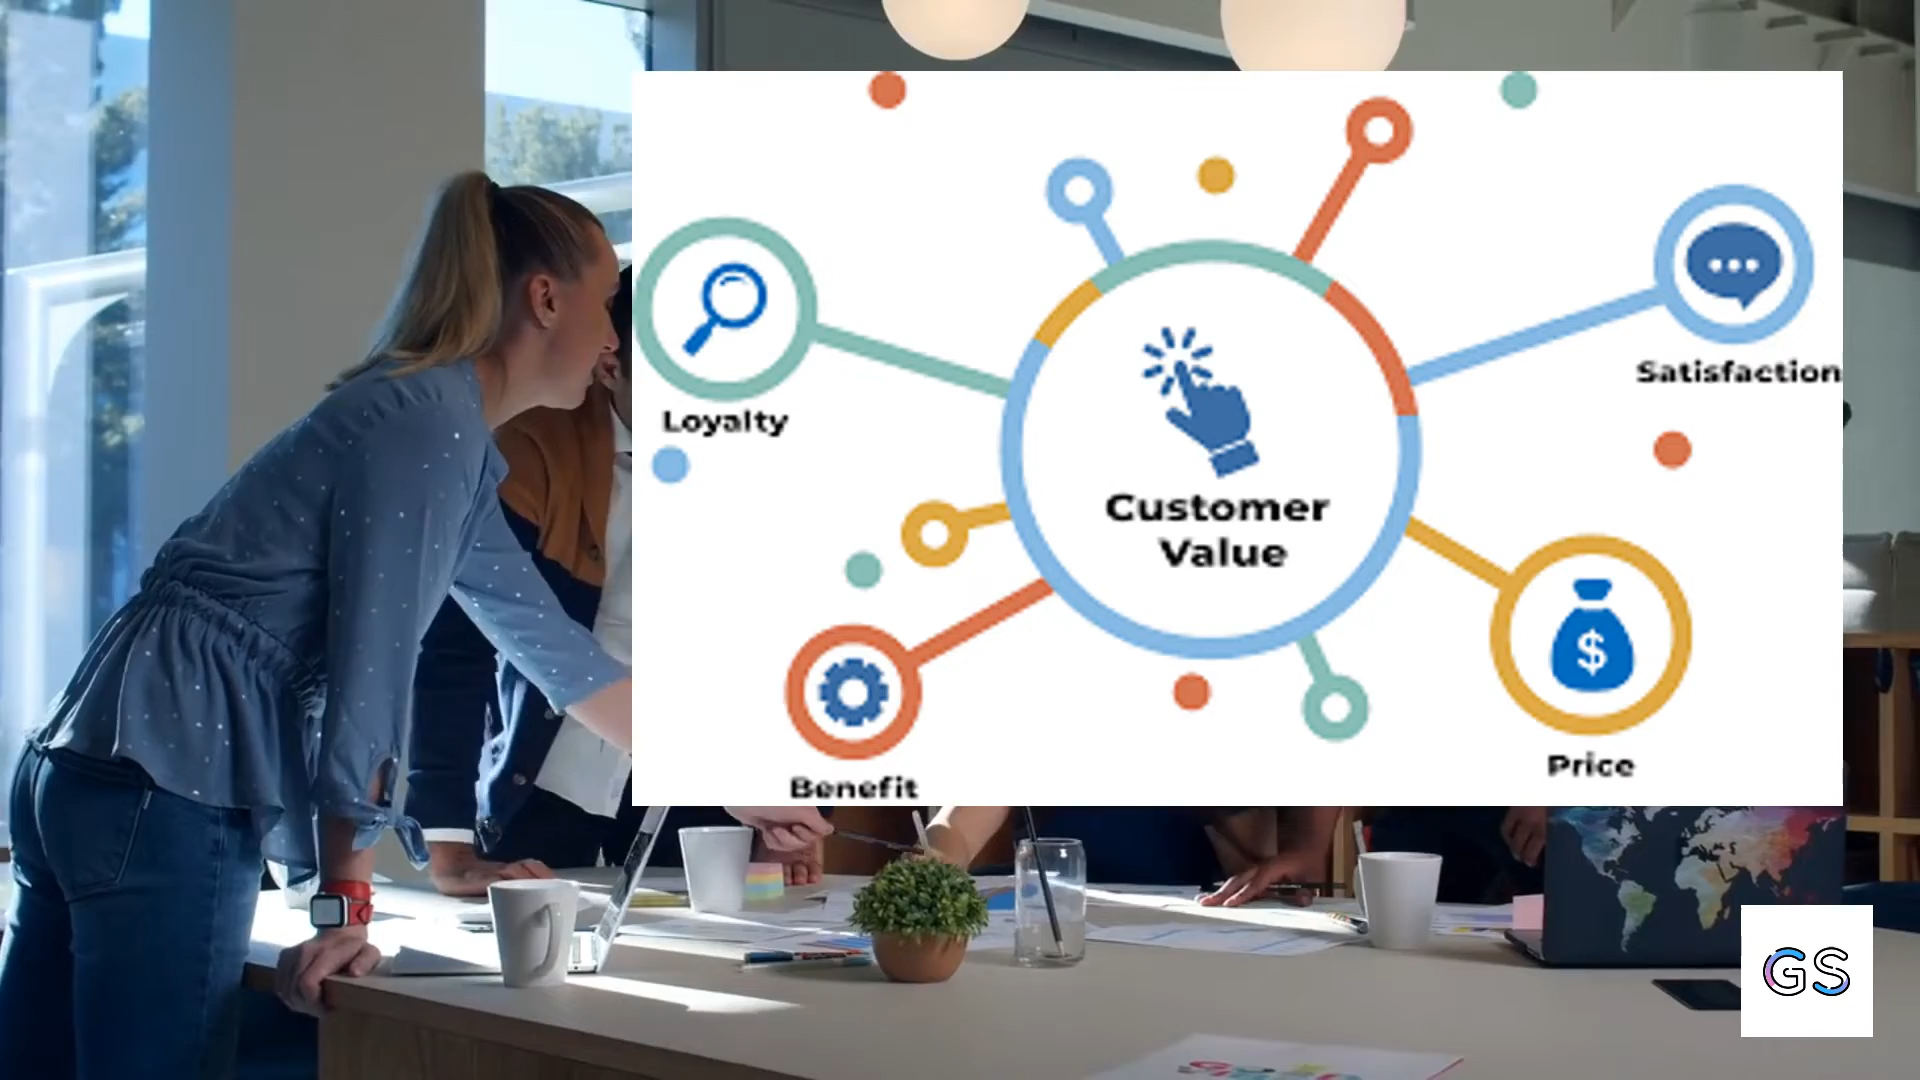 Satisfaction
Loyalty
Customer
Value
$
Price
Benefit
GS